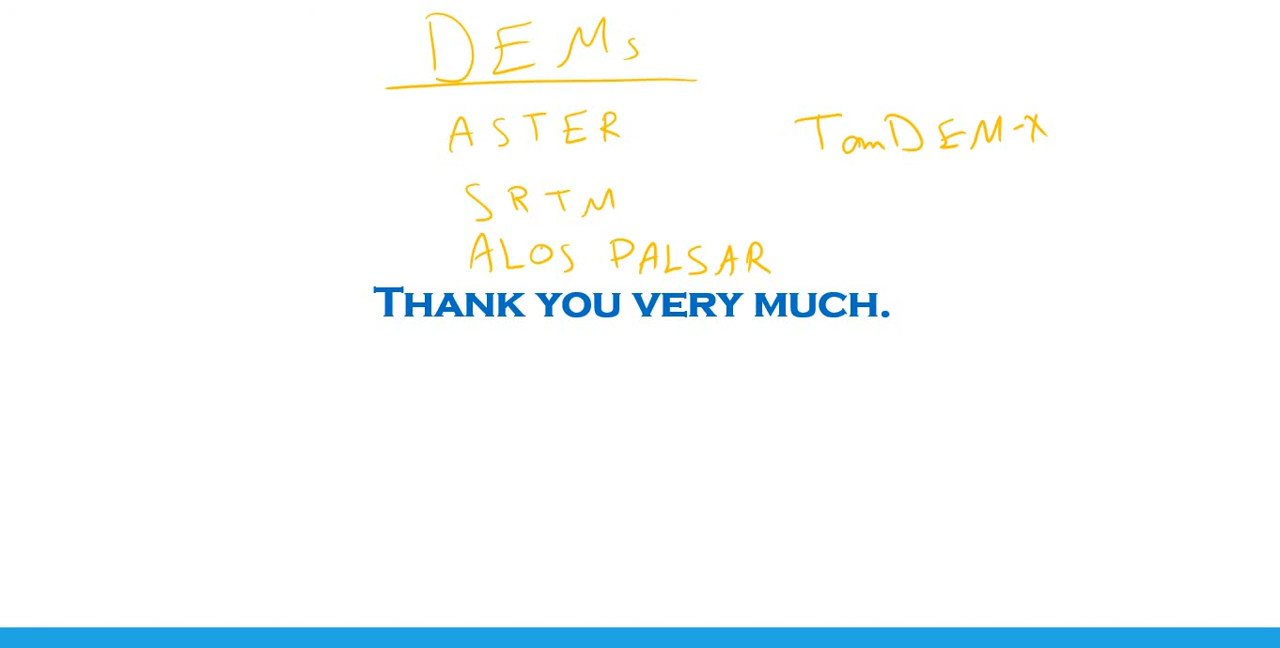 DEMs
ASTER TanDEM-X
SRTM
ALOS PALSAR
THANK YOU VERY MUCH.